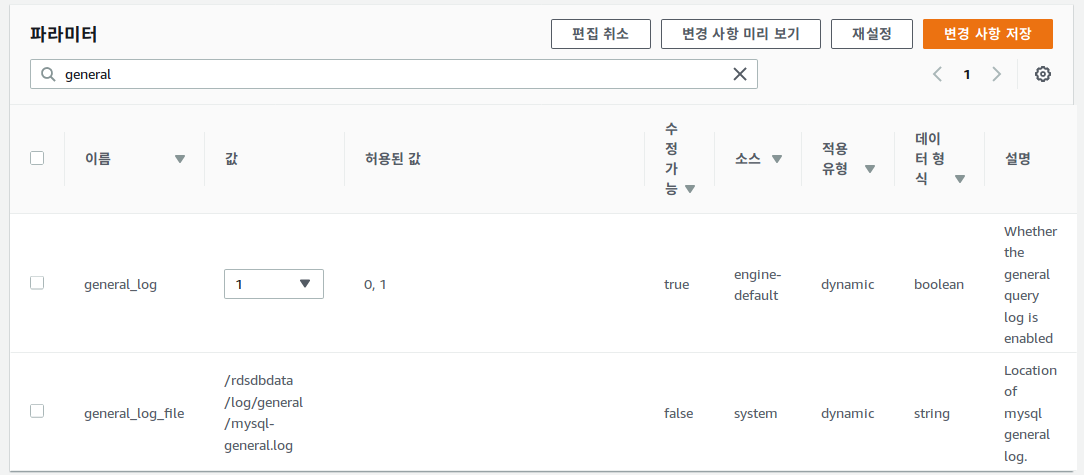 파라미터
편집 취소
변경 사항 미리 보기
재설정
변경 사항 저장
general
1
이름
값
허용된 값
수
정
가
능
소스
적용
유형
데이
터 형
식
설명
general_log
1
0, 1
true
engine-
default
dynamic
boolean
Whether
the
general
query
log is
enabled
general_log_file
/rdsdbdata
/log/general
/mysql-
general.log
false
system
dynamic
string
Location
of
mysql
general
log.